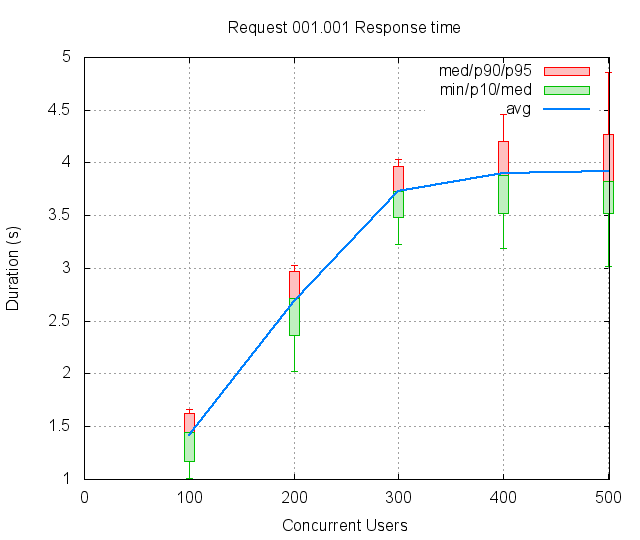 Request 001.001 Response time
med/p90/p95
min/p10/med
avg
Duration (s)
5
4.5
4
3.5
3
2.5
2
1.5
1
0 100 200 300 400 500
Concurrent Users